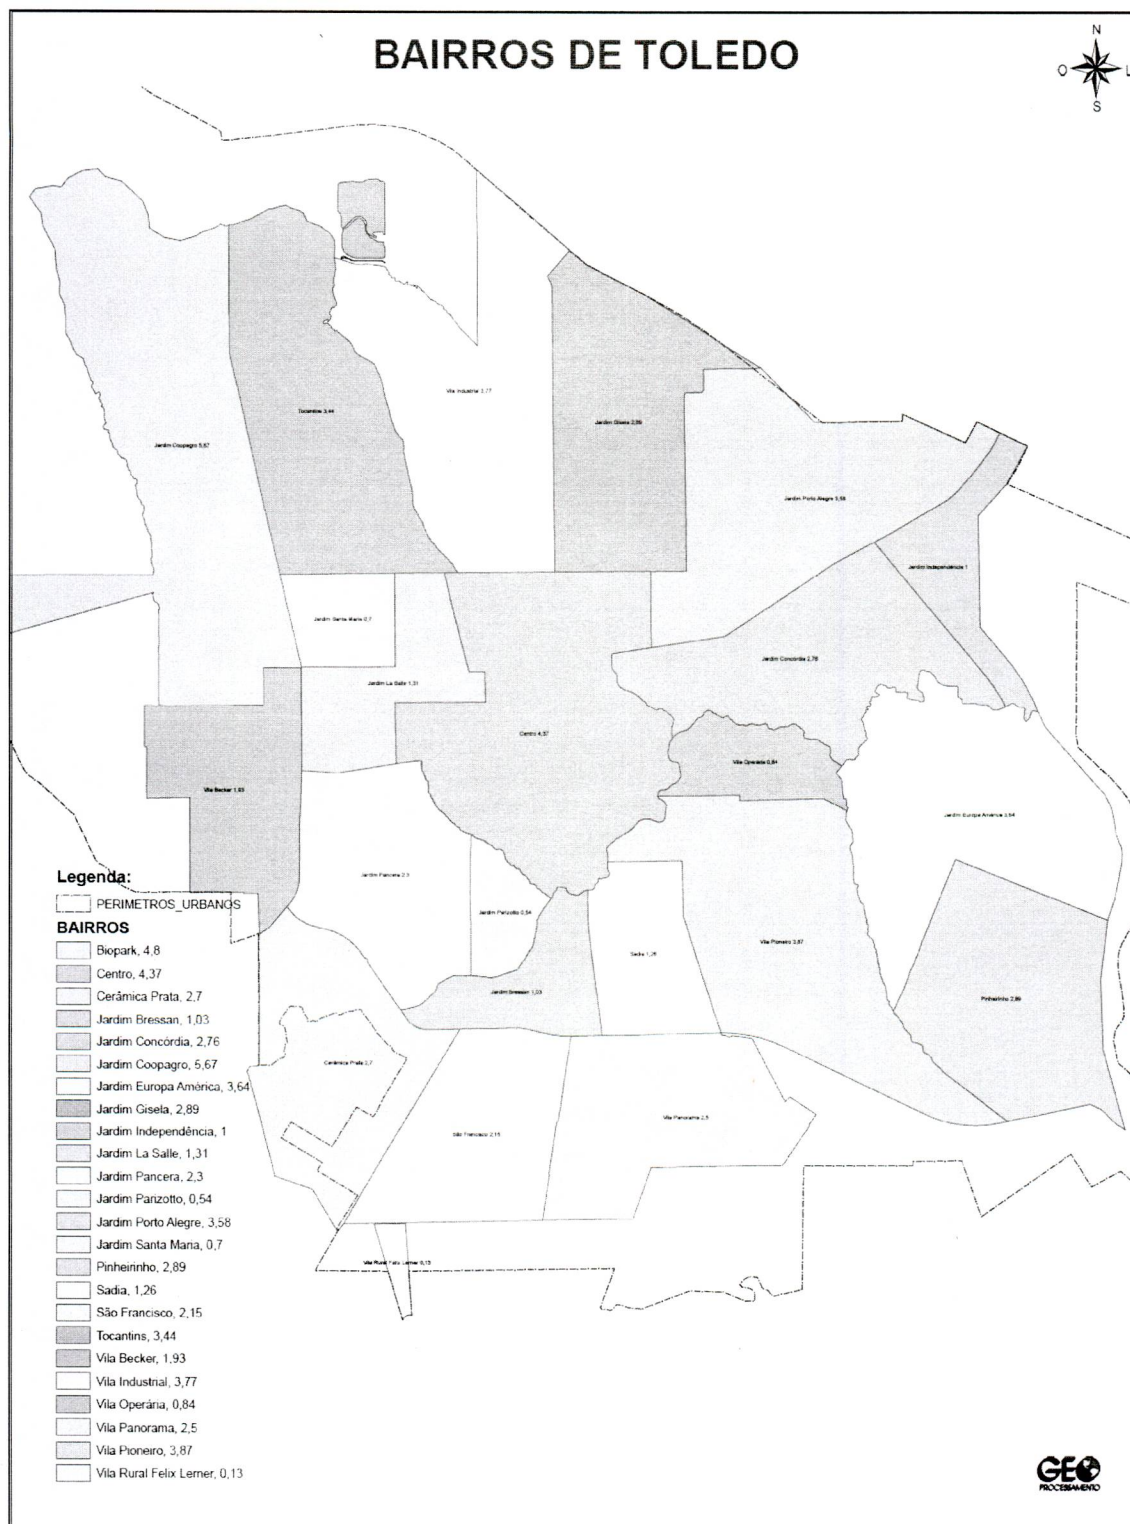 BAIRROS DE TOLEDO
N
O
L
S
Vila Industrial 3,77
Tocantins 3,44
Jardim Gisela 2,89
Jardim Coopagro 5,67
Jardim Porto Alegre 3,58
Jardim Independência 1
Jardim Santa Maria 0,7
Jardim Concórdia 2,76
Jardim La Salle 1,31
Centro 4,37
Vila Operária 0,84
Vila Becker 1,93
Jardim Europa América 3,64
Jardim Pancera 2,3
Jardim Parizotto 0,54
Vila Pioneiro 3,87
Sadia 1,26
Jardim Bressan 1,03
Pinheirinho 2,89
Cerâmica Prata 2,7
Vila Panorama 2,5
São Francisco 2,15
Vila Rural Felix Lerner 0,13
Legenda:
PERIMETROS_URBANOS
BAIRROS
Biopark, 4,8
Centro, 4,37
Cerâmica Prata, 2,7
Jardim Bressan, 1,03
Jardim Concórdia, 2,76
Jardim Coopagro, 5,67
Jardim Europa América, 3,64
Jardim Gisela, 2,89
Jardim Independência, 1
Jardim La Salle, 1,31
Jardim Pancera, 2,3
Jardim Parizotto, 0,54
Jardim Porto Alegre, 3,58
Jardim Santa Maria, 0,7
Pinheirinho, 2,89
Sadia, 1,26
São Francisco, 2,15
Tocantins, 3,44
Vila Becker, 1,93
Vila Industrial, 3,77
Vila Operária, 0,84
Vila Panorama, 2,5
Vila Pioneiro, 3,87
Vila Rural Felix Lerner, 0,13
GEO
PROCESSAMENTO